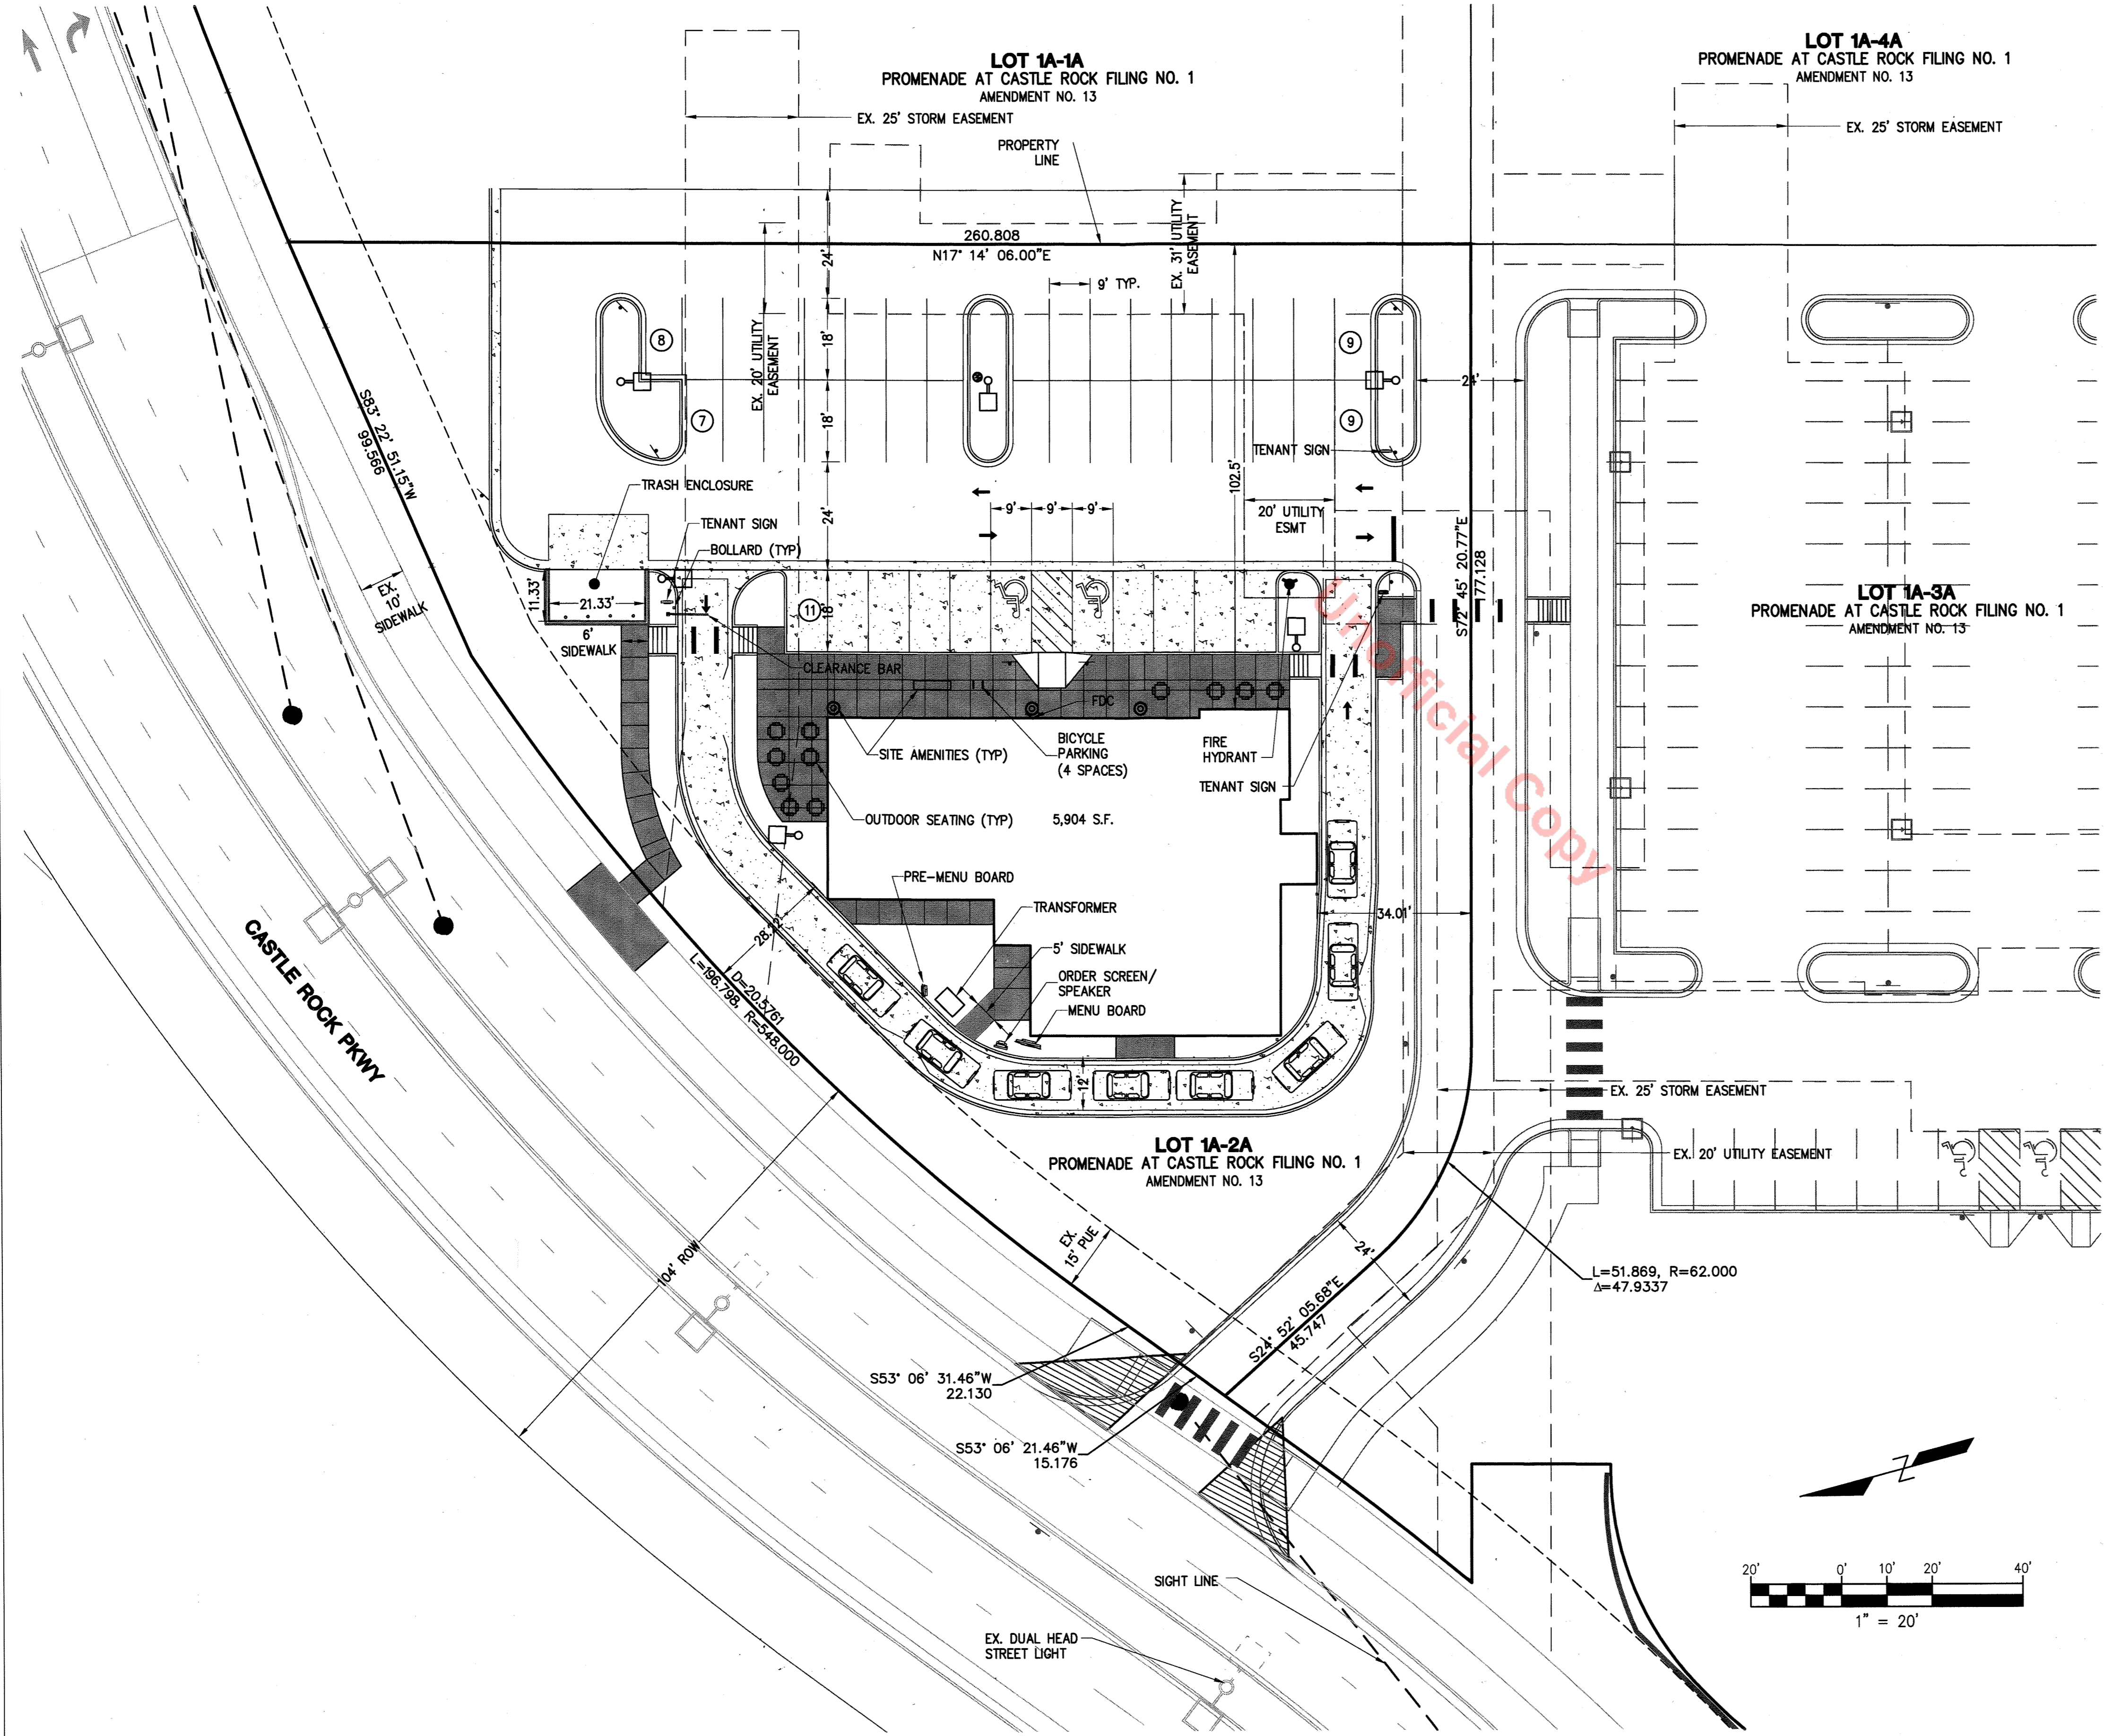 LOT 1A-1A
PROMENADE AT CASTLE ROCK FILING NO. 1
AMENDMENT NO. 13
LOT 1A-4A
PROMENADE AT CASTLE ROCK FILING NO. 1
AMENDMENT NO. 13
EX. 25' STORM EASEMENT
EX. 25' STORM EASEMENT
PROPERTY
LINE
EX. 31' UTILITY
EASEMENT
260.808
N17° 14' 06.00"E
24'
9' TYP.
EX. 20' UTILITY
EASEMENT
18'
8
9
24'
7
18'
9
TENANT SIGN
S83° 22' 51.15"W
99.566
TRASH ENCLOSURE
102.5'
TENANT SIGN
24'
9'
9'
9'
20' UTILITY
ESMT
BOLLARD (TYP)
S72° 45' 20.77"E
177.128
EX.
10'
SIDEWALK
11.33'
21.33'
11
18'
LOT 1A-3A
PROMENADE AT CASTLE ROCK FILING NO. 1
AMENDMENT NO. 13
6'
SIDEWALK
CLEARANCE BAR
FDC
Unofficial Copy
SITE AMENITIES (TYP)
BICYCLE
PARKING
(4 SPACES)
FIRE
HYDRANT
TENANT SIGN
OUTDOOR SEATING (TYP)
5,904 S.F.
PRE-MENU BOARD
TRANSFORMER
34.01'
28.22'
5' SIDEWALK
ORDER SCREEN/
SPEAKER
MENU BOARD
CASTLE ROCK PKWY
D=20.5761
L=196.798, R=548.000
12'
EX. 25' STORM EASEMENT
LOT 1A-2A
PROMENADE AT CASTLE ROCK FILING NO. 1
AMENDMENT NO. 13
EX. 20' UTILITY EASEMENT
EX.
15' PUE
104' ROW
24'
L=51.869, R=62.000
Δ=47.9337
S24° 52' 05.68"E
45.747
S53° 06' 31.46"W
22.130
S53° 06' 21.46"W
15.176
Z
SIGHT LINE
20'
0'
10'
20'
40'
1" = 20'
EX. DUAL HEAD
STREET LIGHT